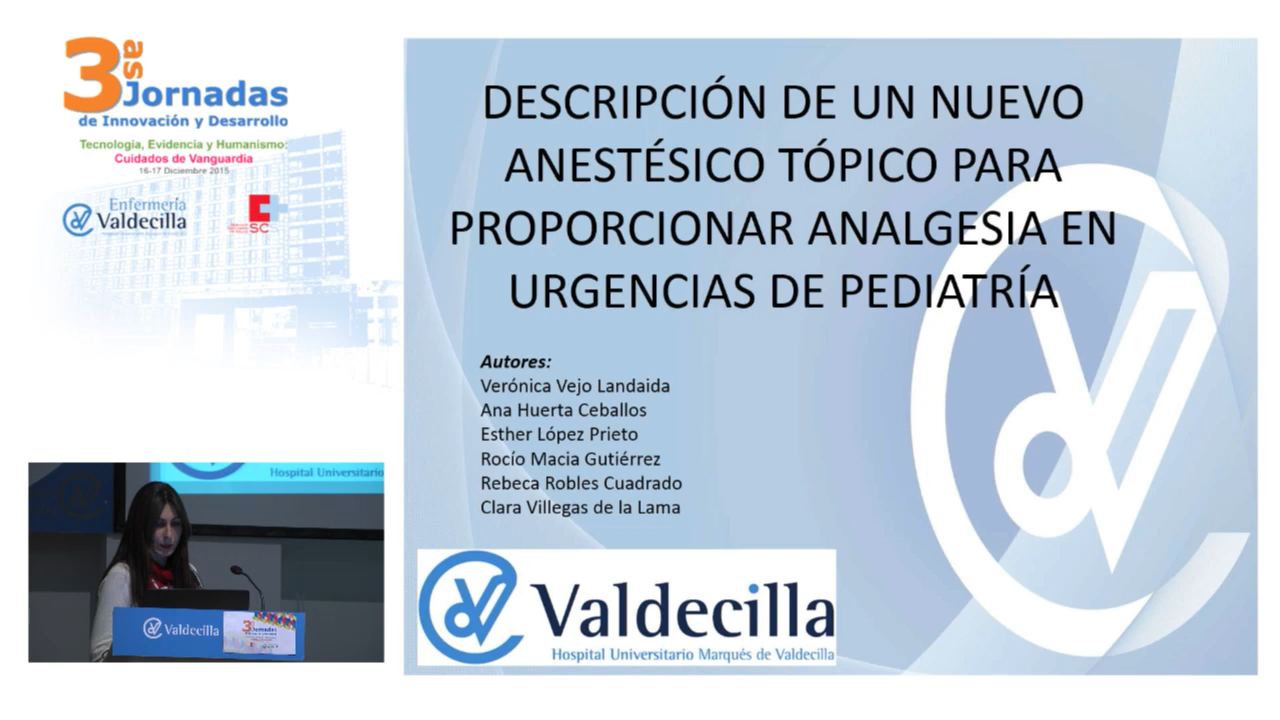 3as Jornadas
de Innovación y Desarrollo
Tecnología, Evidencia y Humanismo:
Cuidados de Vanguardia
16-17 Diciembre 2015
Enfermería
Valdecilla
SC
DESCRIPCIÓN DE UN NUEVO
ANESTÉSICO TÓPICO PARA
PROPORCIONAR ANALGESIA EN
URGENCIAS DE PEDIATRÍA
Autores:
Verónica Vejo Landaida
Ana Huerta Ceballos
Esther López Prieto
Rocío Macia Gutiérrez
Rebeca Robles Cuadrado
Clara Villegas de la Lama
Valdecilla
Hospital Universitario Marqués de Valdecilla
Hospital Universitario
Valdecilla
3as Jornadas